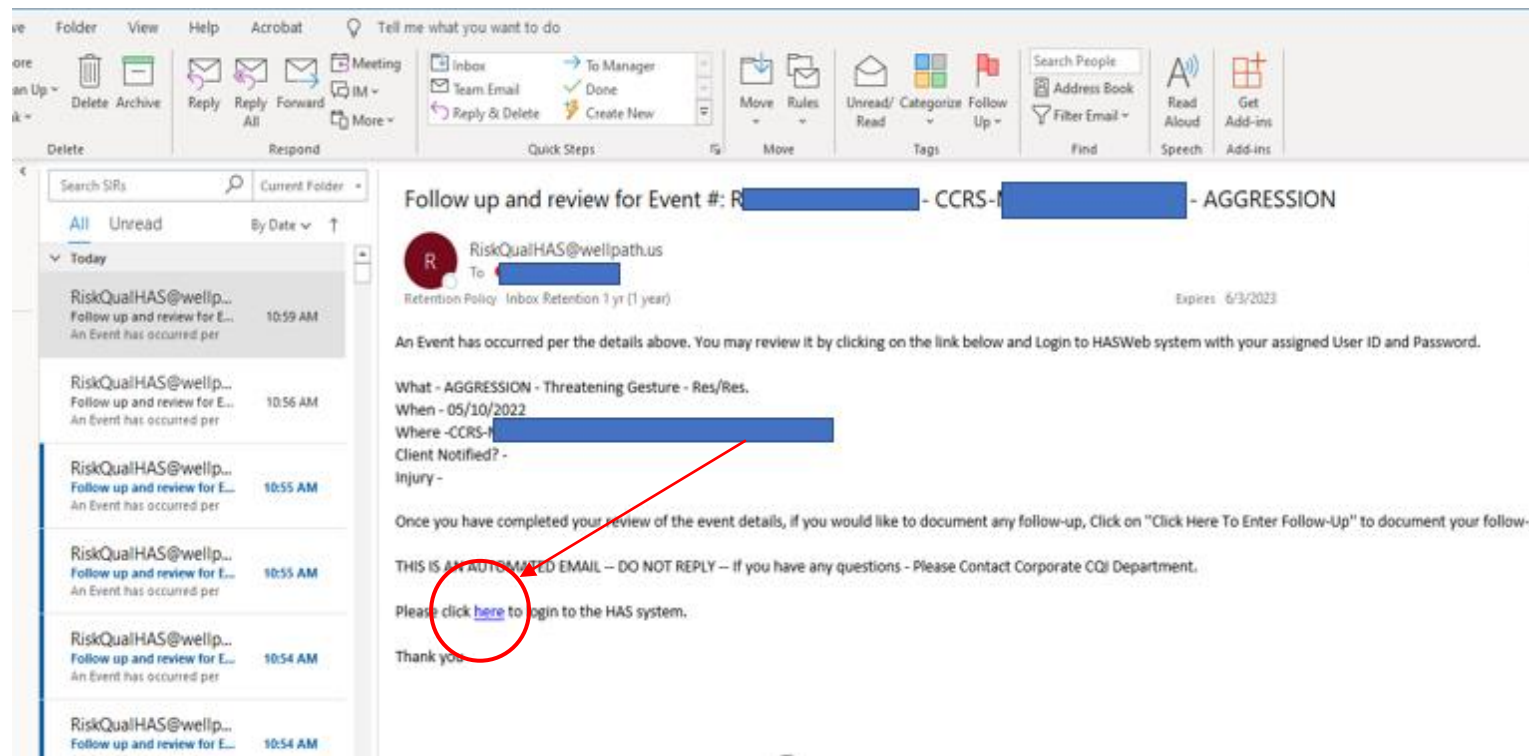 Folder View Help Acrobat Tell me what you want to do
Delete Archive
Reply Reply All Forward
Meeting
IM
More
Inbox To Manager
Team Email Done
Reply & Delete Create New
Move Rules
Unread/ Read Categorize Follow Up
Search People
Address Book
Filter Email
Read Aloud
Get Add-ins
Delete Respond Quick Steps Move Tags Find Speech Add-ins
Search SIRs Current Folder
All Unread By Date
Today
RiskQualHAS@wellp...
Follow up and review for E... 10:59 AM
An Event has occurred per
RiskQualHAS@wellp...
Follow up and review for E... 10:56 AM
An Event has occurred per
RiskQualHAS@wellp...
Follow up and review for E... 10:55 AM
An Event has occurred per
RiskQualHAS@wellp...
Follow up and review for E... 10:55 AM
An Event has occurred per
RiskQualHAS@wellp...
Follow up and review for E... 10:54 AM
An Event has occurred per
RiskQualHAS@wellp...
Follow up and review for E... 10:54 AM
Follow up and review for Event #: R - CCRS- - AGGRESSION
R
RiskQualHAS@wellpath.us
To
Retention Policy Inbox Retention 1 yr (1 year) Expires 6/3/2023
An Event has occurred per the details above. You may review it by clicking on the link below and Login to HASWeb system with your assigned User ID and Password.
What - AGGRESSION - Threatening Gesture - Res/Res.
When - 05/10/2022
Where -CCRS-
Client Notified? -
Injury -
Once you have completed your review of the event details, if you would like to document any follow-up, Click on "Click Here To Enter Follow-Up" to document your follow-
THIS IS AN AUTOMATED EMAIL -- DO NOT REPLY -- If you have any questions - Please Contact Corporate CQI Department.
Please click here to login to the HAS system.
Thank you